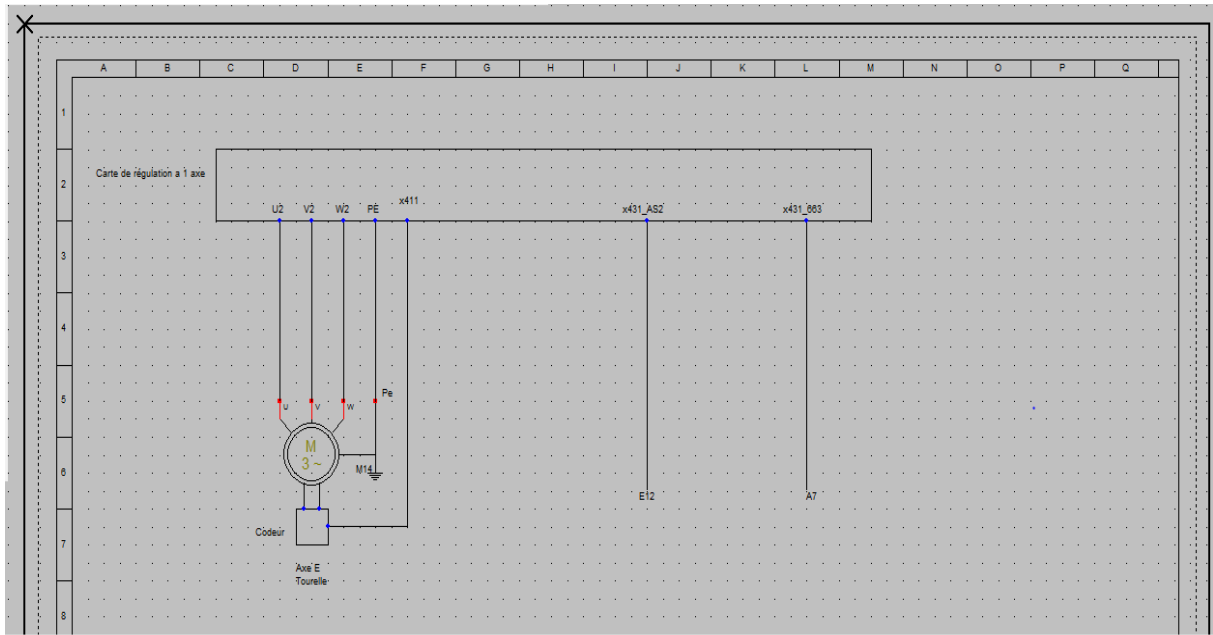 A B C D E F G H I J K L M N O P Q
1
Carte de régulation a 1 axe
2
U2 V2 W2 PE x411 x431_AS2 x431_663
3
4
5
Pe
U V W
M
3 ~
M14
6
E12 A7
Codeur
7
Axe E
Tourelle
8